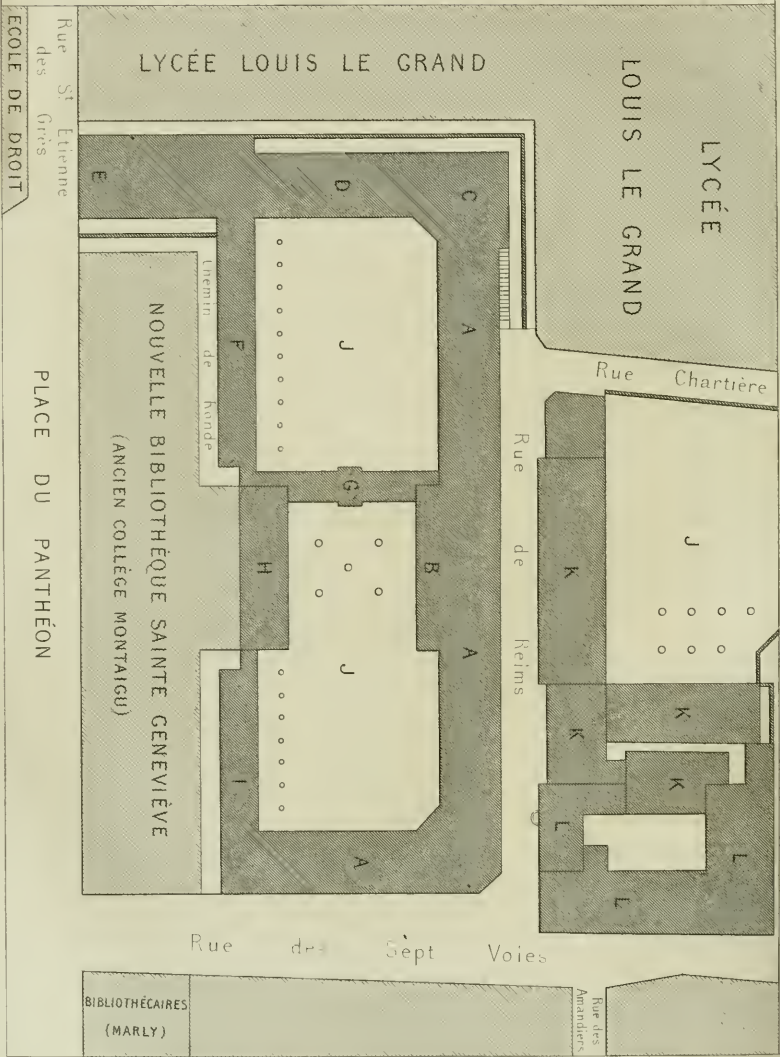 LYCÉE LOUIS LE GRAND
LYCÉE
LOUIS LE GRAND
Rue St Etienne
des Grès
ECOLE DE DROIT
E
D
C
A
F
J
Chemin de Ronde
Rue Chartière
Rue de Reims
J
K
G
B
H
J
A
K
K
K
L
L
L
I
A
NOUVELLE BIBLIOTHÈQUE SAINTE GENEVIÈVE
(ANCIEN COLLÈGE MONTAIGU)
PLACE DU PANTHÉON
Rue des Sept Voies
BIBLIOTHÉCAIRES
(MARLY)
Rue des
Amandiers